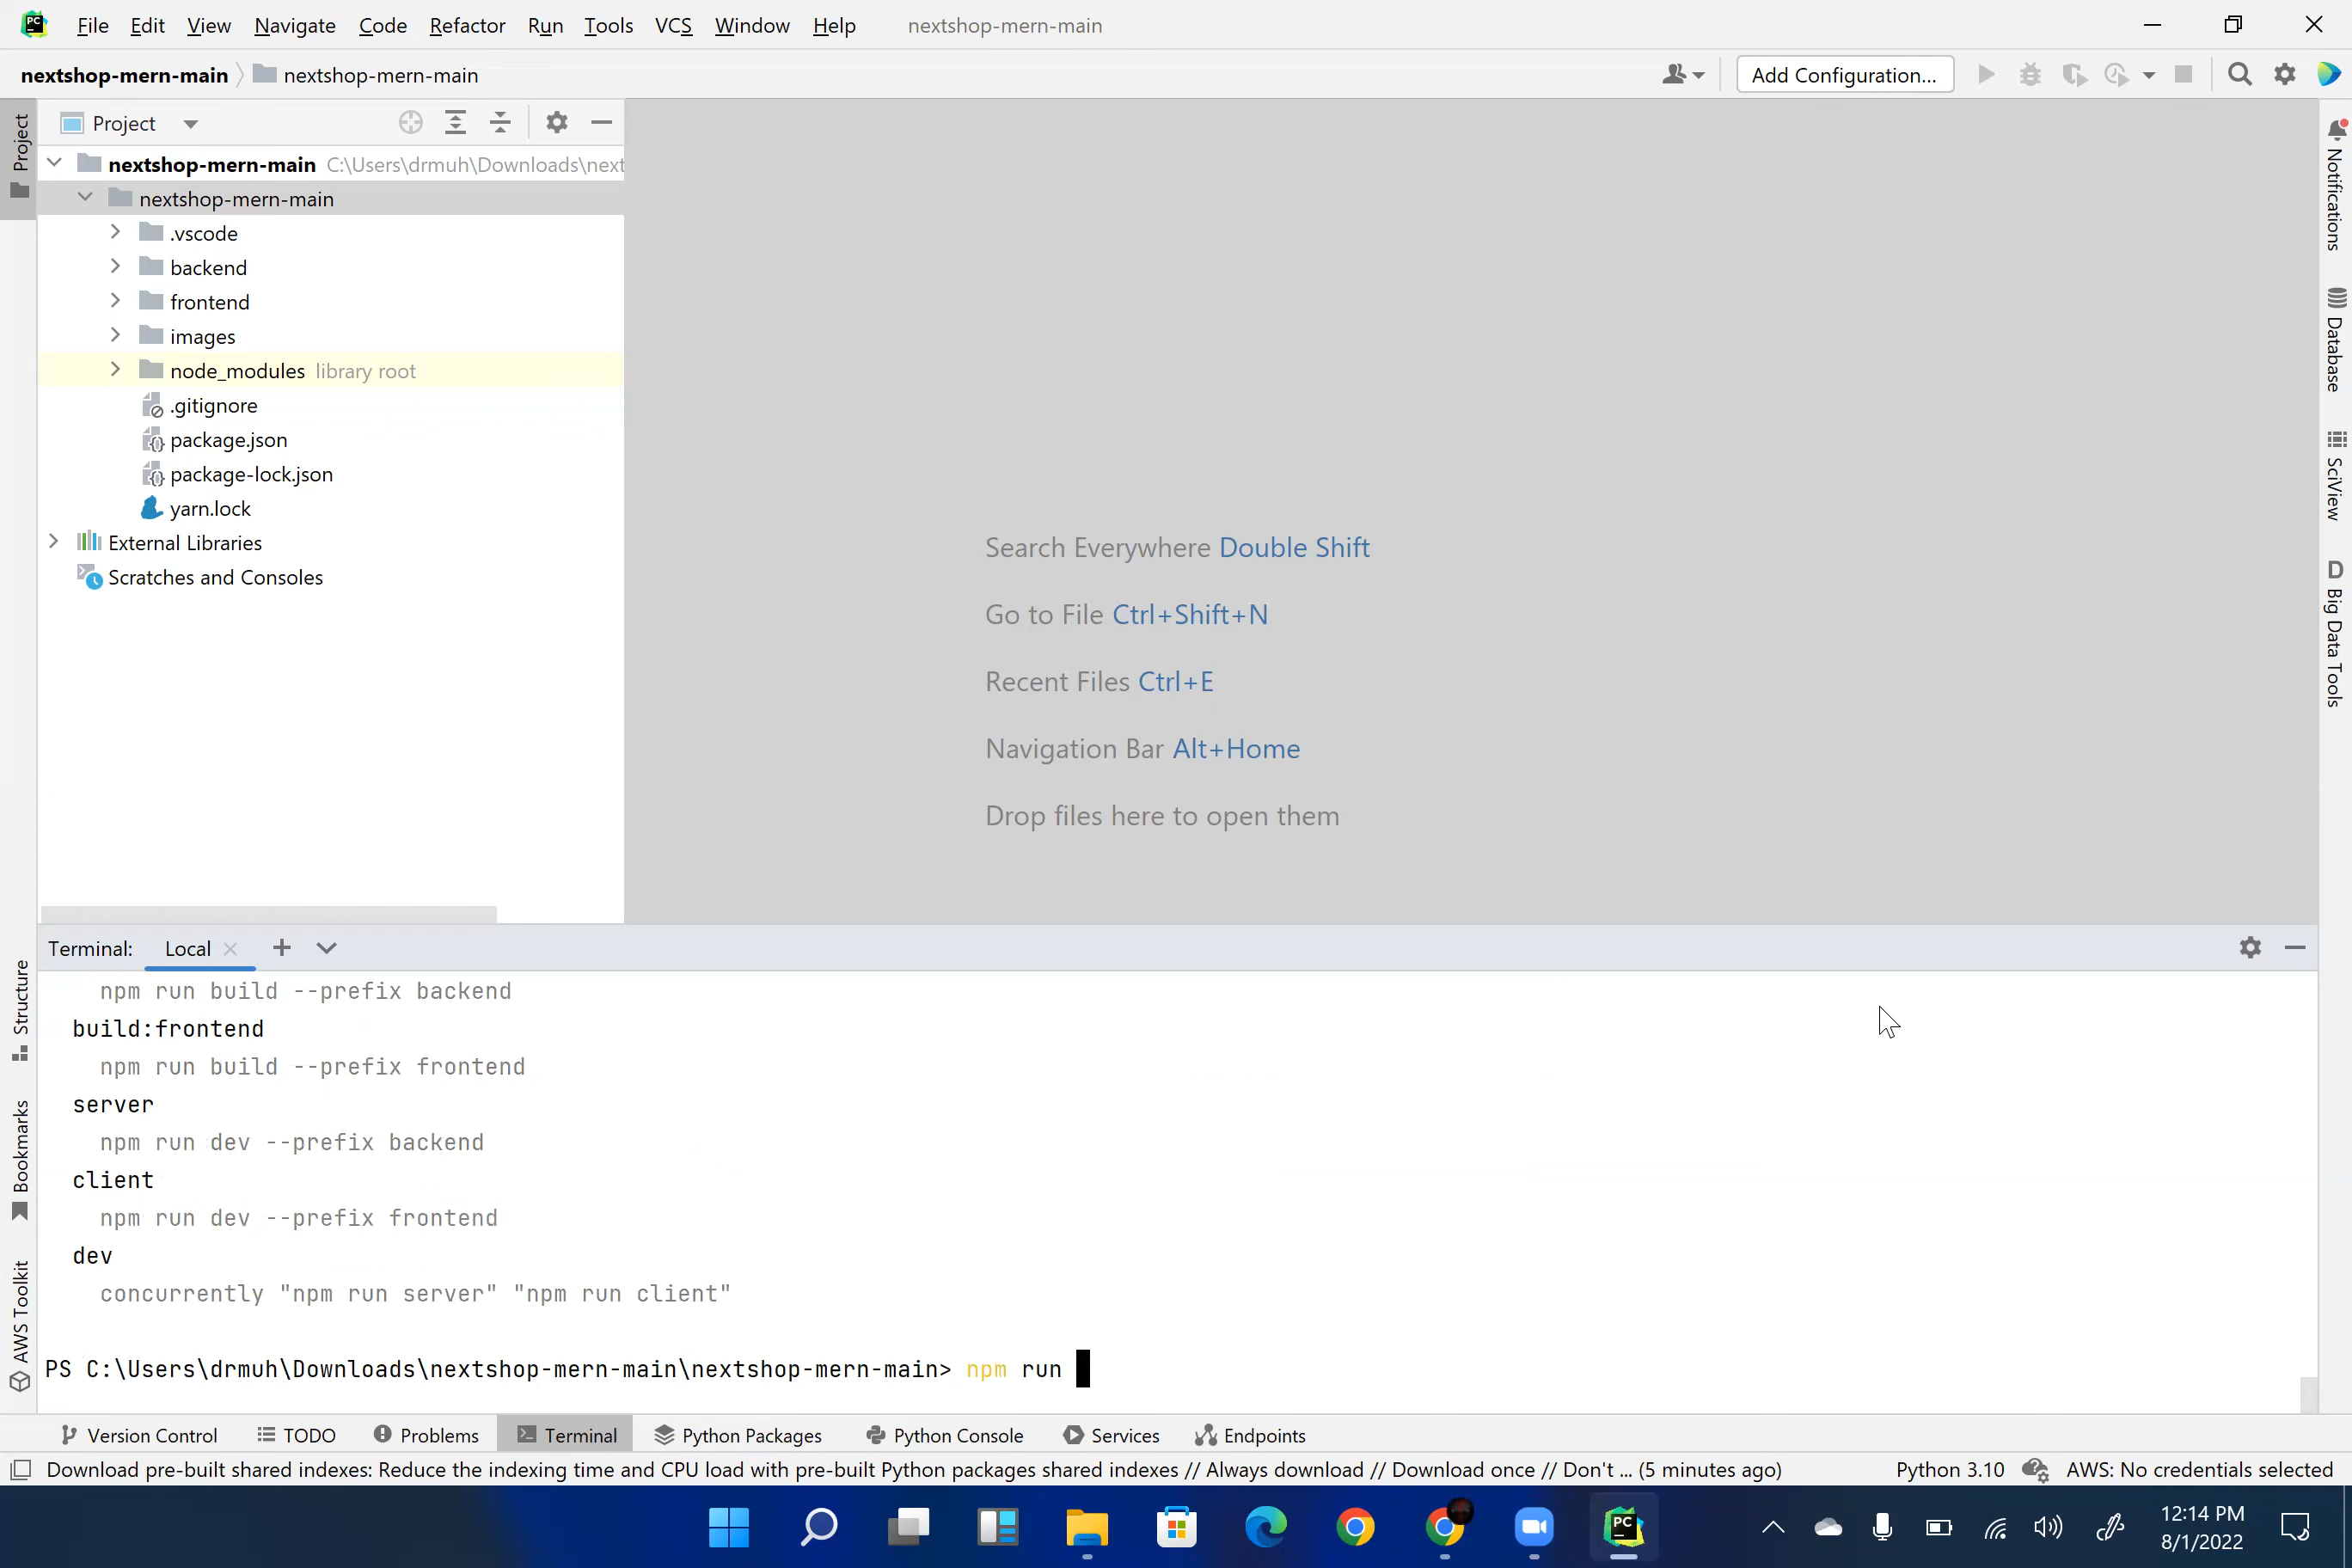 PC File Edit View Navigate Code Refactor Run Tools VCS Window Help nextshop-mern-main
nextshop-mern-main nextshop-mern-main Add Configuration...
Project
Project
nextshop-mern-main C:\Users\drmuh\Downloads\next
nextshop-mern-main
.vscode
backend
frontend
images
node_modules library root
.gitignore
package.json
package-lock.json
yarn.lock
External Libraries
Scratches and Consoles
Search Everywhere Double Shift
Go to File Ctrl+Shift+N
Recent Files Ctrl+E
Navigation Bar Alt+Home
Drop files here to open them
Notifications
Database
SciView
D Big Data Tools
Structure
Bookmarks
AWS Toolkit
Terminal: Local
npm run build --prefix backend
build:frontend
npm run build --prefix frontend
server
npm run dev --prefix backend
client
npm run dev --prefix frontend
dev
concurrently "npm run server" "npm run client"
PS C:\Users\drmuh\Downloads\nextshop-mern-main\nextshop-mern-main> npm run
Version Control TODO Problems Terminal Python Packages Python Console Services Endpoints
Download pre-built shared indexes: Reduce the indexing time and CPU load with pre-built Python packages shared indexes // Always download // Download once // Don't ... (5 minutes ago) Python 3.10 AWS: No credentials selected
PC 12:14 PM
8/1/2022